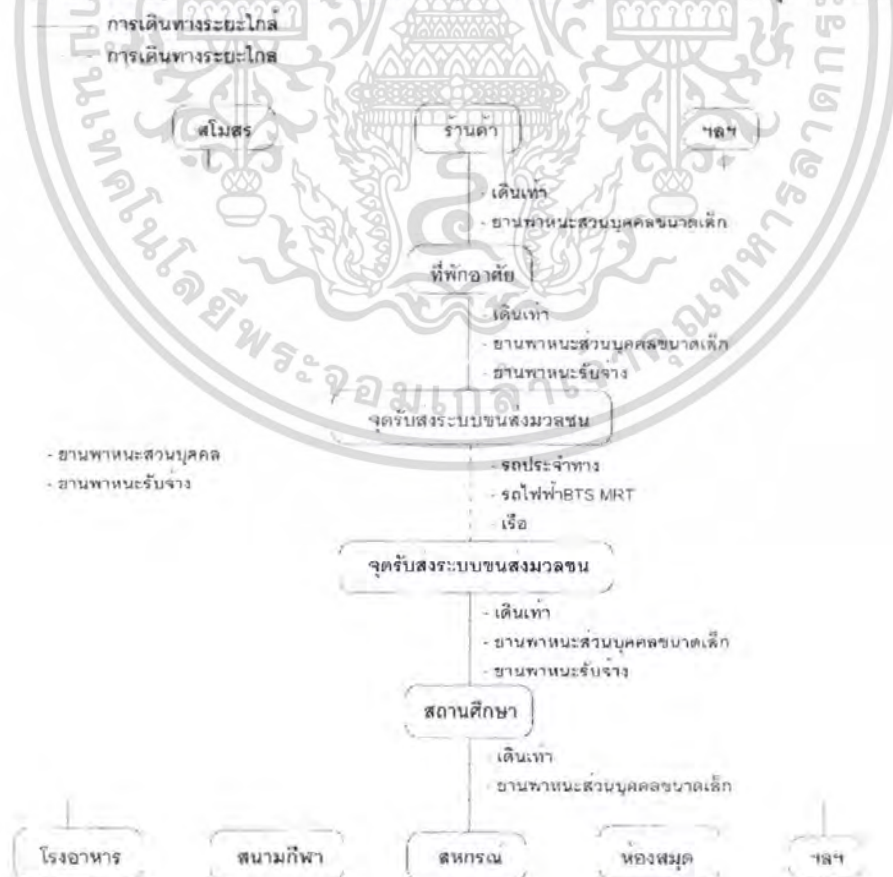 การเดินทางระยะใกล้
การเดินทางระยะไกล
สโมสร
ร้านค้า
ฯลฯ
- เดินเท้า
- ยานพาหนะส่วนบุคคลขนาดเล็ก
ที่พักอาศัย
- เดินเท้า
- ยานพาหนะส่วนบุคคลขนาดเล็ก
- ยานพาหนะรับจ้าง
จุดรับส่งระบบขนส่งมวลชน
- ยานพาหนะส่วนบุคคล
- ยานพาหนะรับจ้าง
- รถประจำทาง
- รถไฟฟ้าBTS MRT
- เรือ
จุดรับส่งระบบขนส่งมวลชน
- เดินเท้า
- ยานพาหนะส่วนบุคคลขนาดเล็ก
- ยานพาหนะรับจ้าง
สถานศึกษา
- เดินเท้า
- ยานพาหนะส่วนบุคคลขนาดเล็ก
โรงอาหาร
สนามกีฬา
สหกรณ์
ห้องสมุด
ฯลฯ